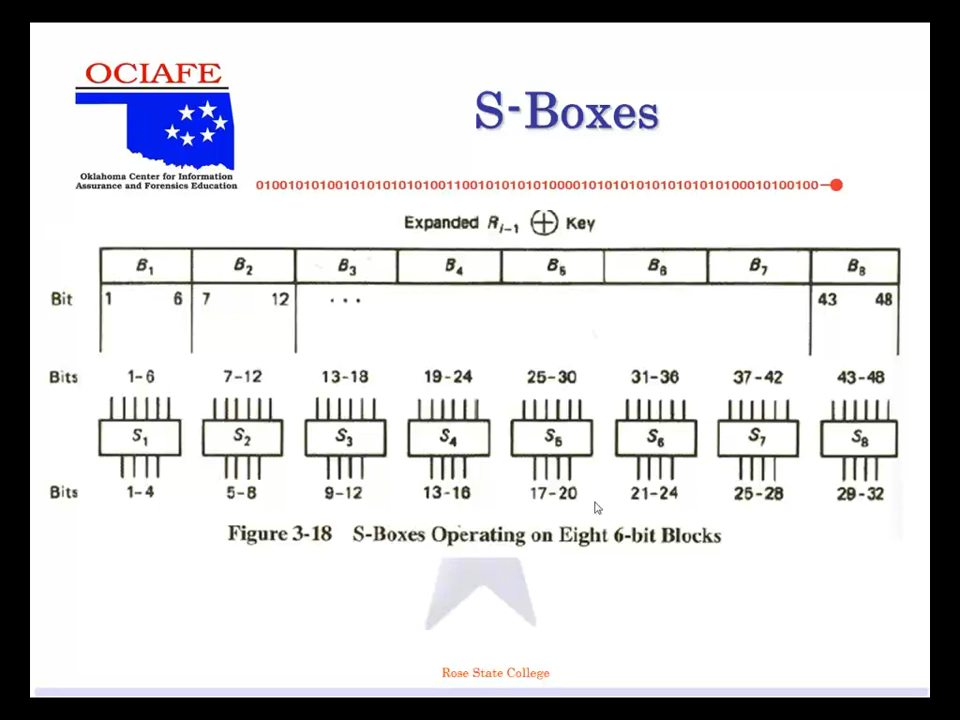 OCIAFE
S-Boxes
Oklahoma Center for Information
Assurance and Forensics Education
Expanded R_{i-1} ⊕ Key
B₁ B₂ B₃ B₄ B₅ B₆ B₇ B₈
Bit 1 6 7 12 ... 43 48
Bits 1-6 7-12 13-18 19-24 25-30 31-36 37-42 43-48
S₁ S₂ S₃ S₄ S₅ S₆ S₇ S₈
Bits 1-4 5-8 9-12 13-16 17-20 21-24 25-28 29-32
Figure 3-18 S-Boxes Operating on Eight 6-bit Blocks
Rose State College